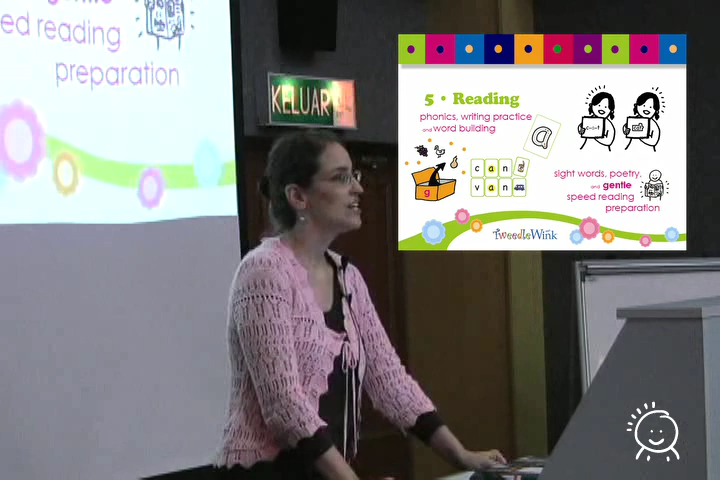 ed reading
preparation
KELUAR
5 • Reading
phonics, writing practice
and word building
a
c a n
v a n
g
sight words, poetry,
and gentle
speed reading
preparation
TweedleWink